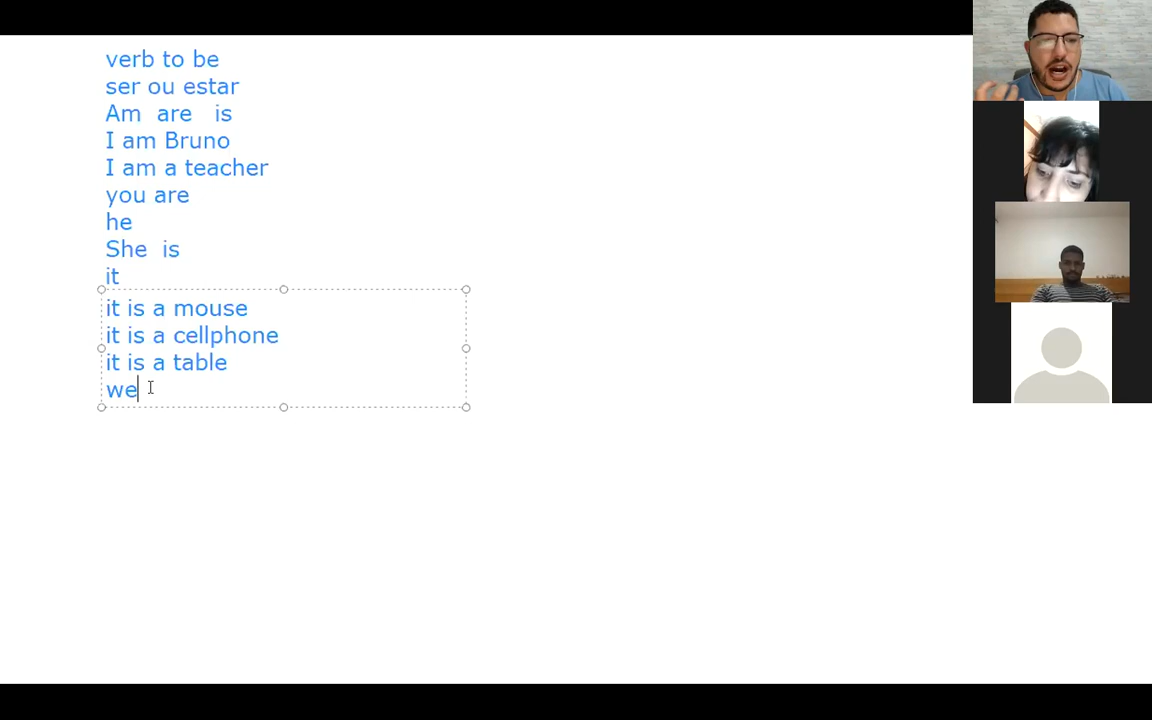 verb to be
ser ou estar
Am are is
I am Bruno
I am a teacher
you are
he
She is
it
it is a mouse
it is a cellphone
it is a table
we